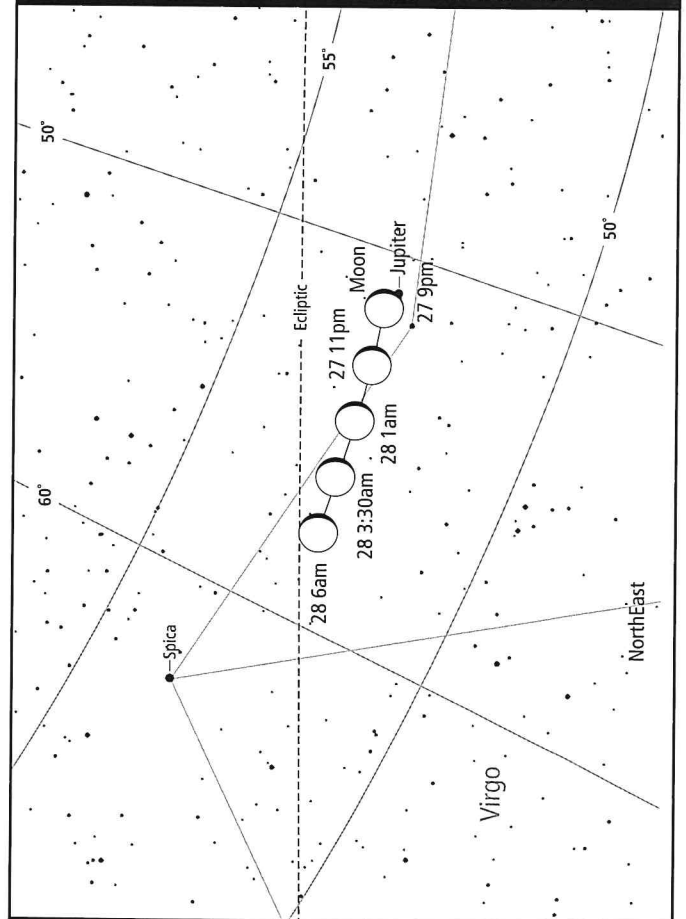 50°
55°
Ecliptic
Moon
Jupiter
50°
27 9pm
27 11pm
28 1am
28 3:30am
28 6am
60°
Spica
NorthEast
Virgo